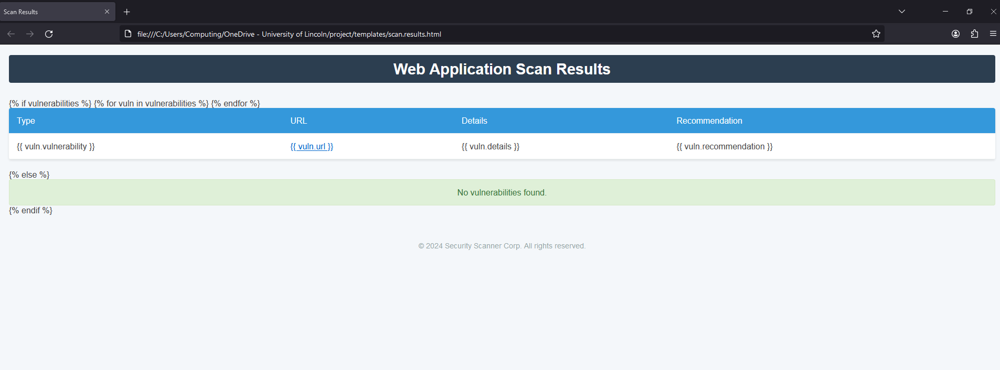 Scan Results
file:///C:/Users/Computing/OneDrive - University of Lincoln/project/templates/scan.results.html
Web Application Scan Results
{% if vulnerabilities %} {% for vuln in vulnerabilities %} {% endfor %}
Type URL Details Recommendation
{{ vuln.vulnerability }} {{ vuln.url }} {{ vuln.details }} {{ vuln.recommendation }}
{% else %}
No vulnerabilities found.
{% endif %}
© 2024 Security Scanner Corp. All rights reserved.